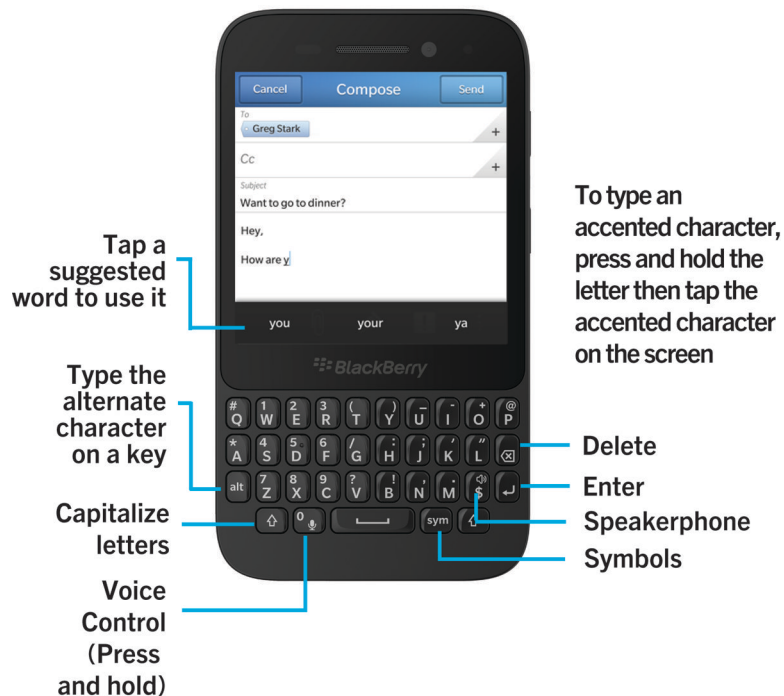 Cancel Compose Send
To
Greg Stark
+
Cc
+
Subject
Want to go to dinner?
Hey,
How are y
you your ya
BlackBerry
# 1 2 3 ( ) _ - + @
Q W E R T Y U I O P
* 4 5 6 / : ; ' "
A S D F G H J K L
alt 7 8 9 ? ! , .
Z X C V B N M $
0 sym
Tap a
suggested
word to use it
Type the
alternate
character
on a key
Capitalize
letters
Voice
Control
(Press
and hold)
To type an
accented character,
press and hold the
letter then tap the
accented character
on the screen
Delete
Enter
Speakerphone
Symbols